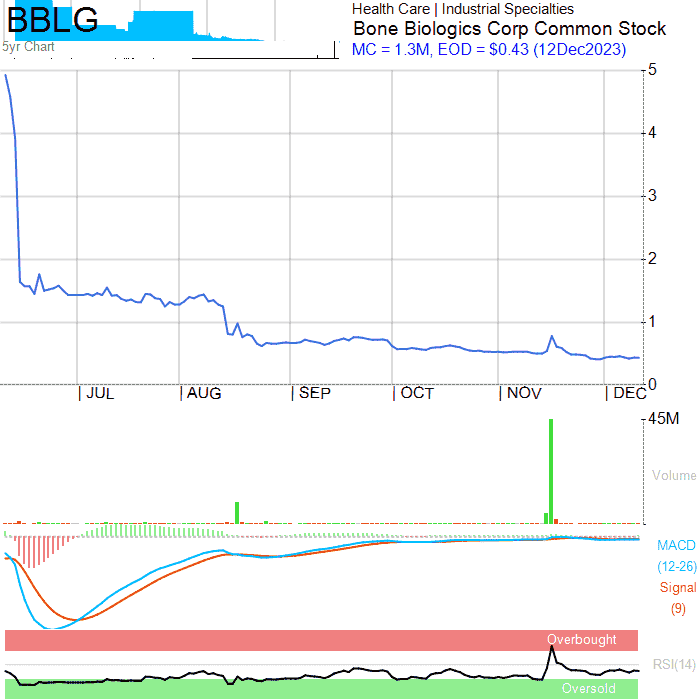 BBLG
5yr Chart
Health Care | Industrial Specialties
Bone Biologics Corp Common Stock
MC = 1.3M, EOD = $0.43 (12Dec2023)
5
4
3
2
1
0
| JUL | AUG | SEP | OCT | NOV | DEC
45M
Volume
MACD
(12-26)
Signal
(9)
Overbought
RSI(14)
Oversold